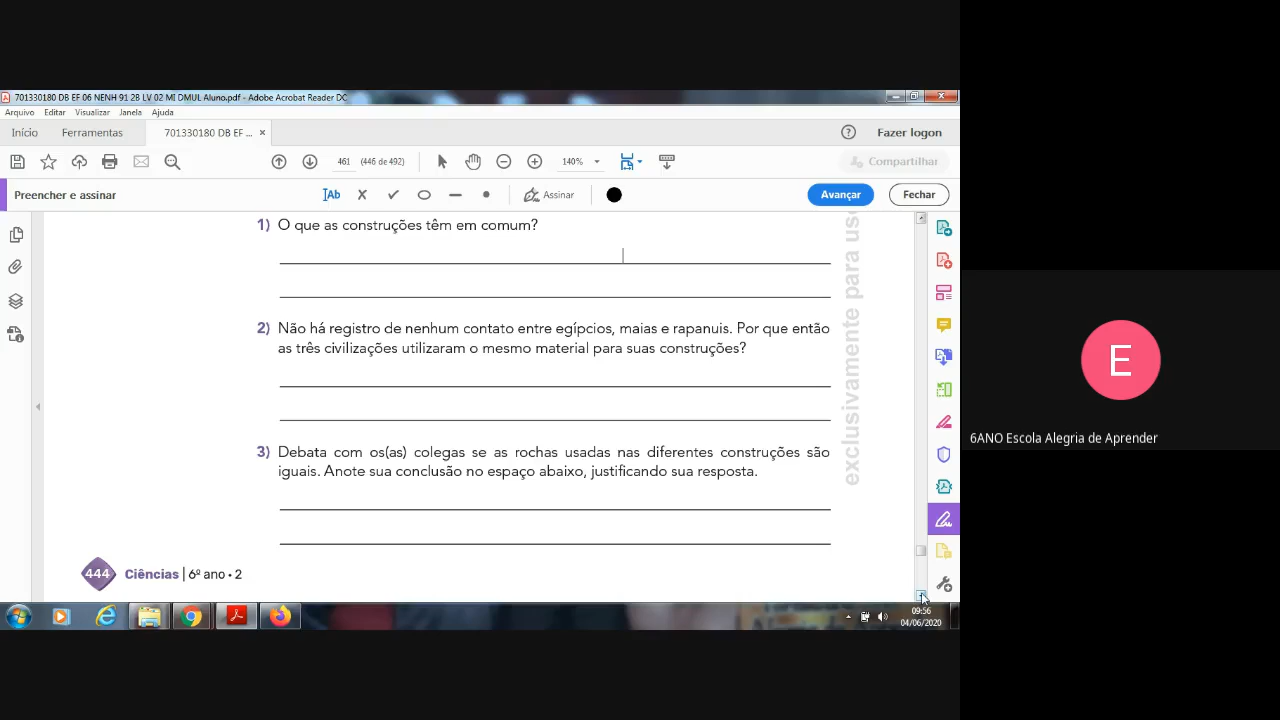 701330180 DB EF 06 NENH 91 2B LV 02 MI DMUL Aluno.pdf - Adobe Acrobat Reader DC
Arquivo Editar Visualizar Janela Ajuda
Início Ferramentas 701330180 DB EF ... × Fazer logon
461 (446 de 492) 140% Compartilhar
Preencher e assinar Ab Assinar Avançar Fechar
1) O que as construções têm em comum?
2) Não há registro de nenhum contato entre egípcios, maias e rapanuis. Por que então
as três civilizações utilizaram o mesmo material para suas construções?
3) Debata com os(as) colegas se as rochas usadas nas diferentes construções são
iguais. Anote sua conclusão no espaço abaixo, justificando sua resposta.
444 Ciências | 6º ano • 2
exclusivamente para uso
09:56
04/06/2020
E
6ANO Escola Alegria de Aprender